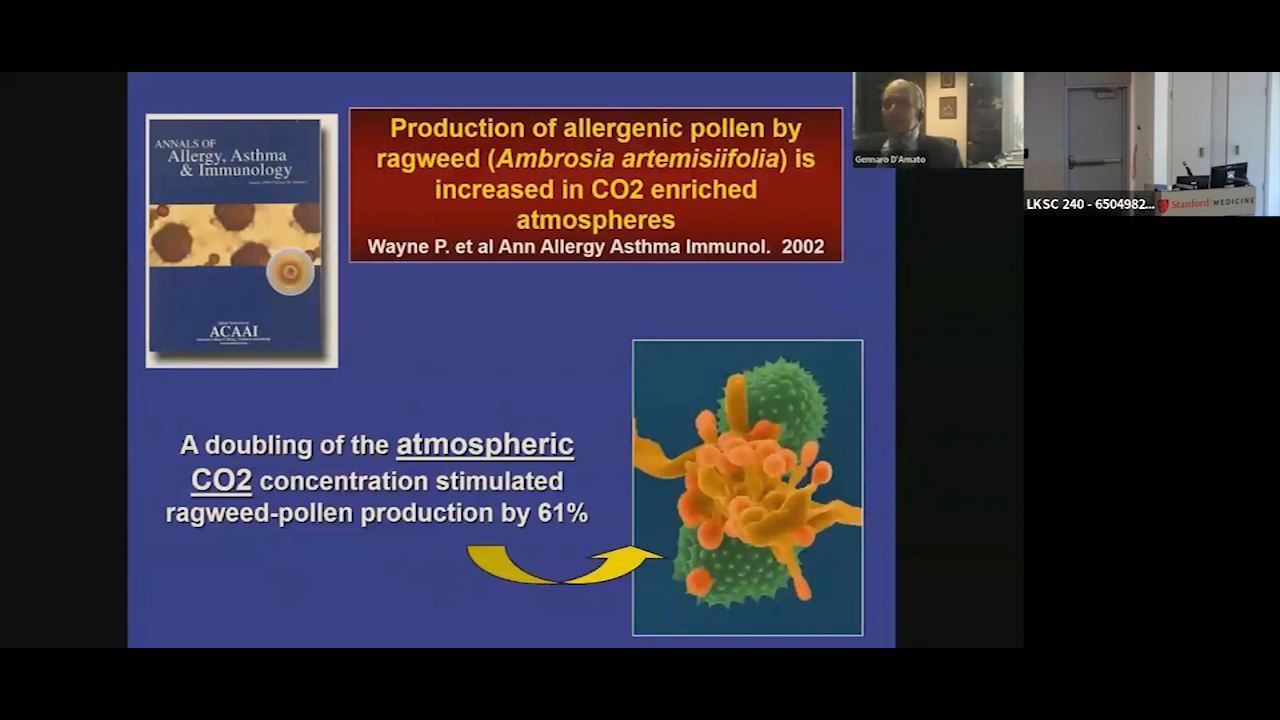 ANNALS OF
Allergy, Asthma
& Immunology
ACAAI
Production of allergenic pollen by
ragweed (Ambrosia artemisiifolia) is
increased in CO2 enriched
atmospheres
Wayne P. et al Ann Allergy Asthma Immunol. 2002
A doubling of the atmospheric
CO2 concentration stimulated
ragweed-pollen production by 61%
Gennaro D'Amato
LKSC 240 - 6504982...
Stanford MEDICINE